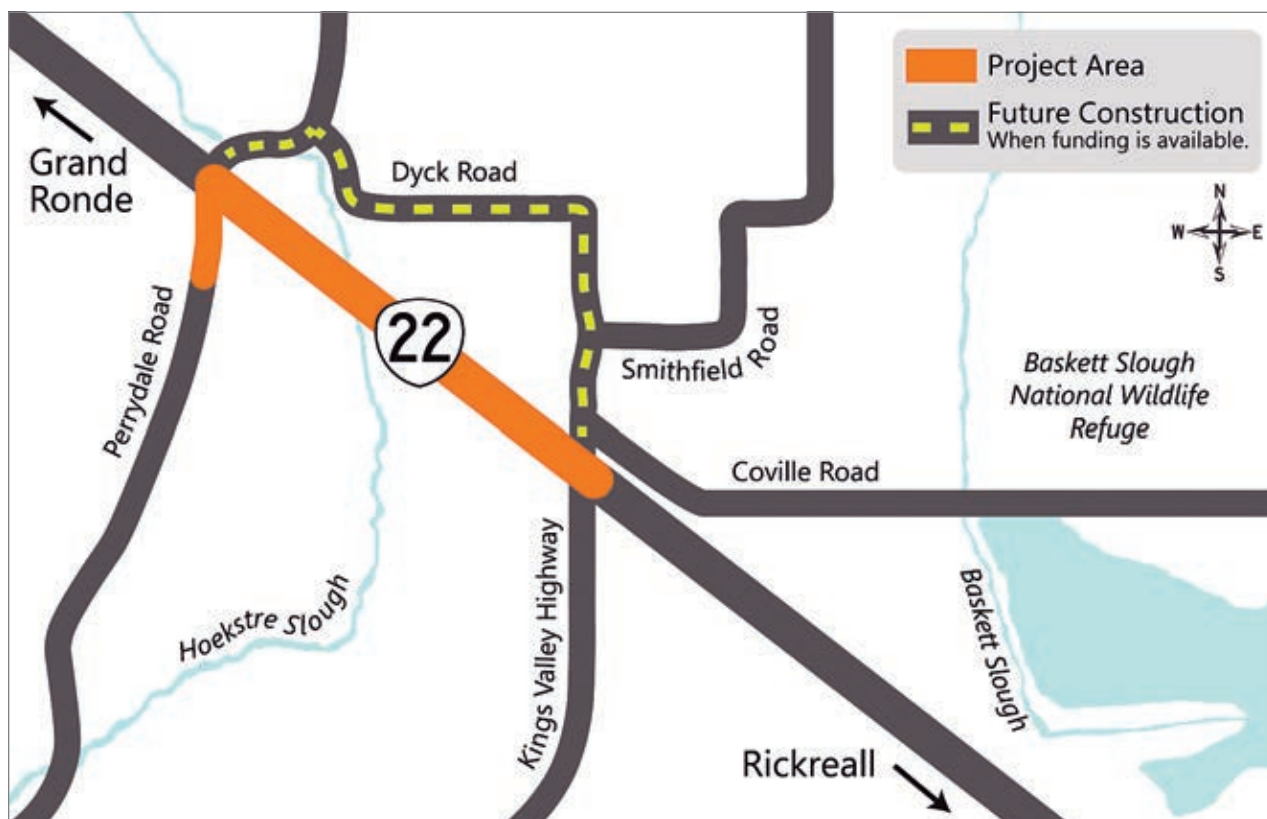 Project Area
Future Construction
When funding is available.
Grand
Ronde
Dyck Road
N
W
E
S
22
Perrydale Road
Smithfield Road
Baskett Slough
National Wildlife
Refuge
Coville Road
Kings Valley Highway
Hoekstre Slough
Baskett Slough
Rickreall